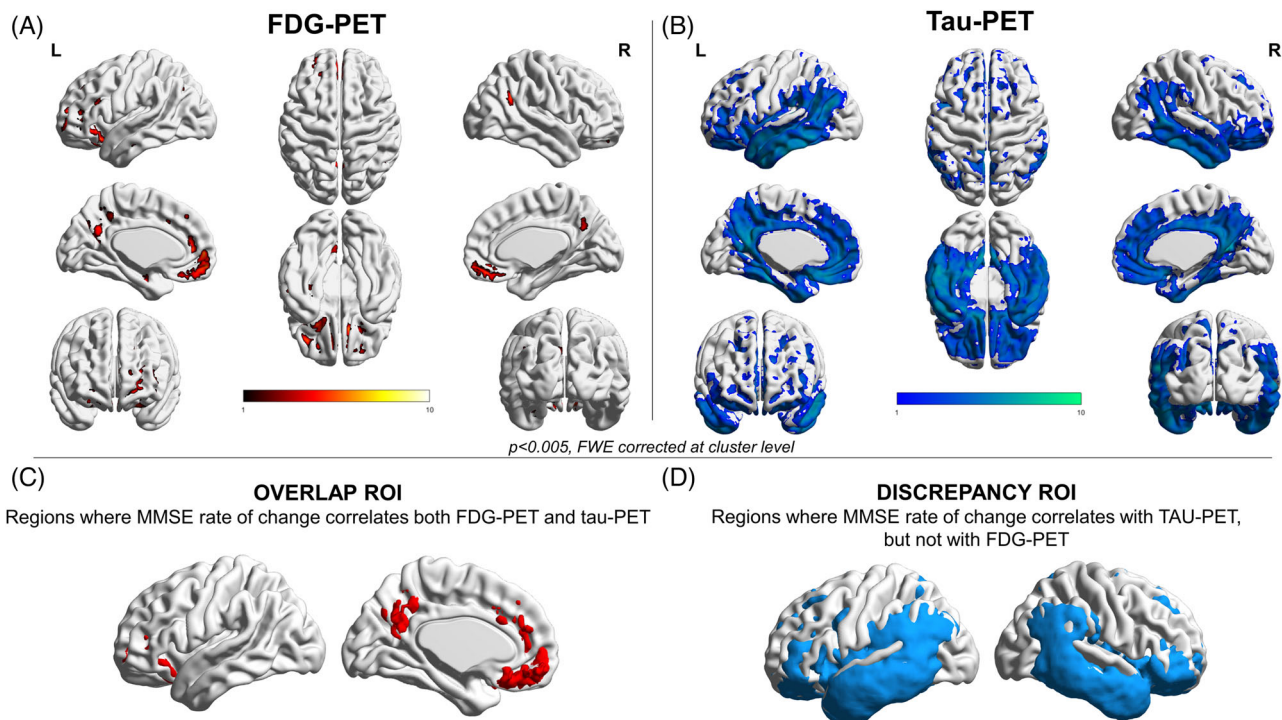 (A)
FDG-PET
L
R
1
10
(B)
Tau-PET
L
R
1
10
p<0.005, FWE corrected at cluster level
(C)
OVERLAP ROI
Regions where MMSE rate of change correlates both FDG-PET and tau-PET
(D)
DISCREPANCY ROI
Regions where MMSE rate of change correlates with TAU-PET,
but not with FDG-PET